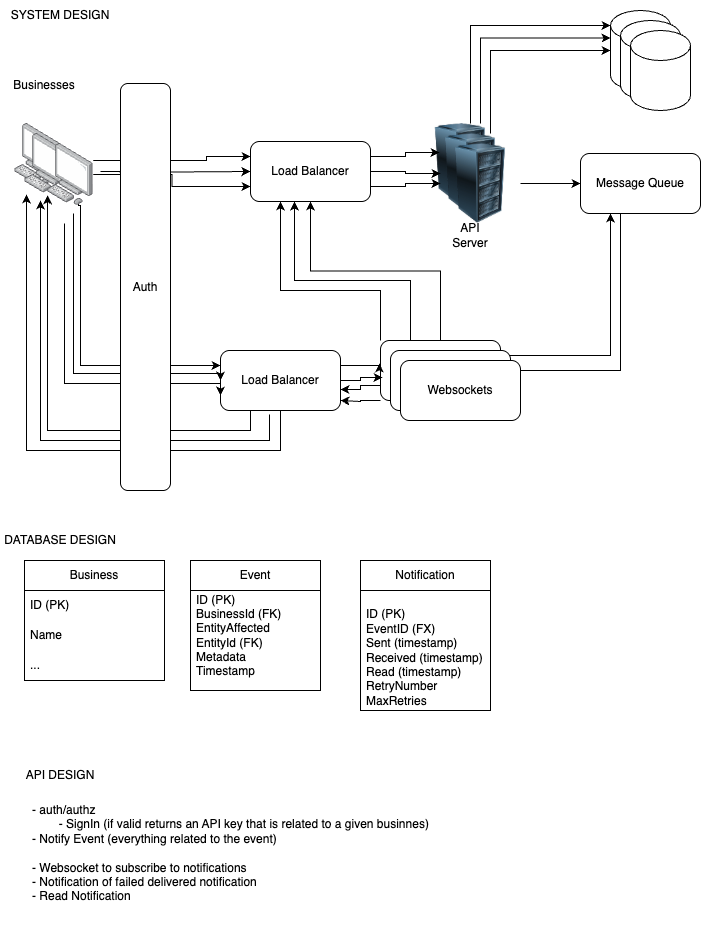 SYSTEM DESIGN
Businesses
Load Balancer
API
Server
Message Queue
Auth
Load Balancer
Websockets
DATABASE DESIGN
Business
ID (PK)
Name
...
Event
ID (PK)
BusinessId (FK)
EntityAffected
EntityId (FK)
Metadata
Timestamp
Notification
ID (PK)
EventID (FX)
Sent (timestamp)
Received (timestamp)
Read (timestamp)
RetryNumber
MaxRetries
API DESIGN
- auth/authz
- SignIn (if valid returns an API key that is related to a given businnes)
- Notify Event (everything related to the event)
- Websocket to subscribe to notifications
- Notification of failed delivered notification
- Read Notification